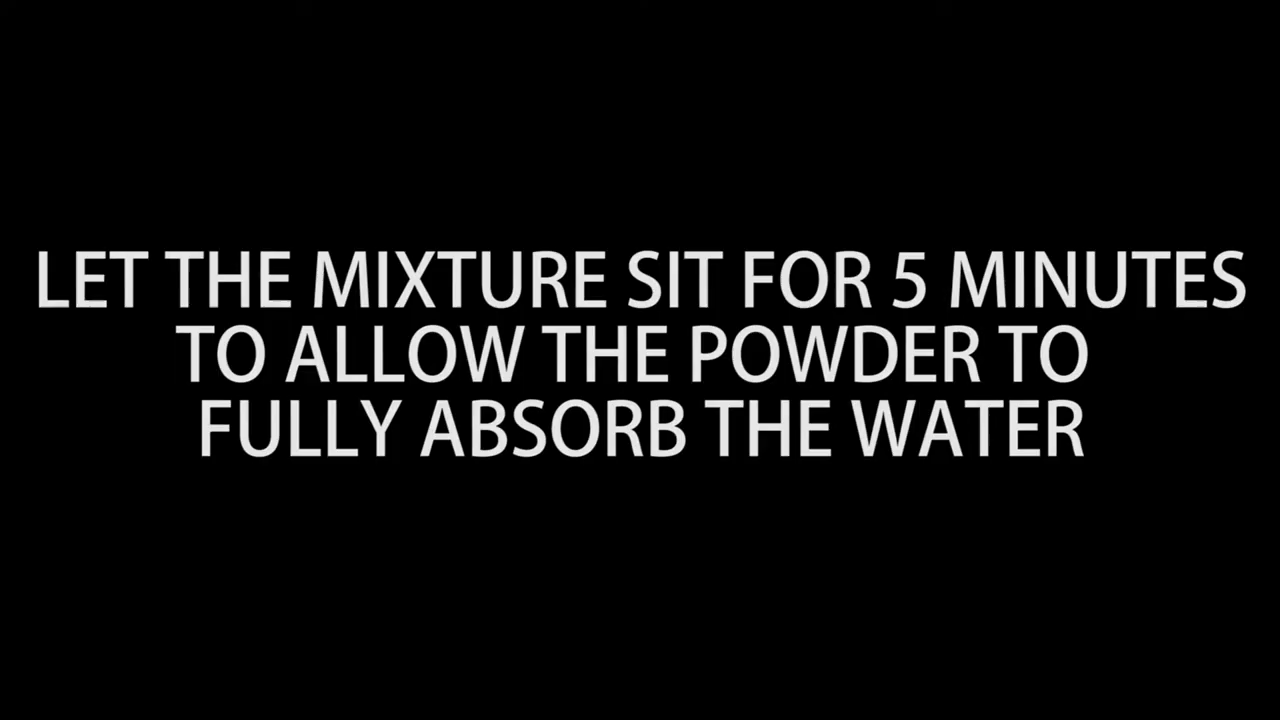 LET THE MIXTURE SIT FOR 5 MINUTES
TO ALLOW THE POWDER TO
FULLY ABSORB THE WATER